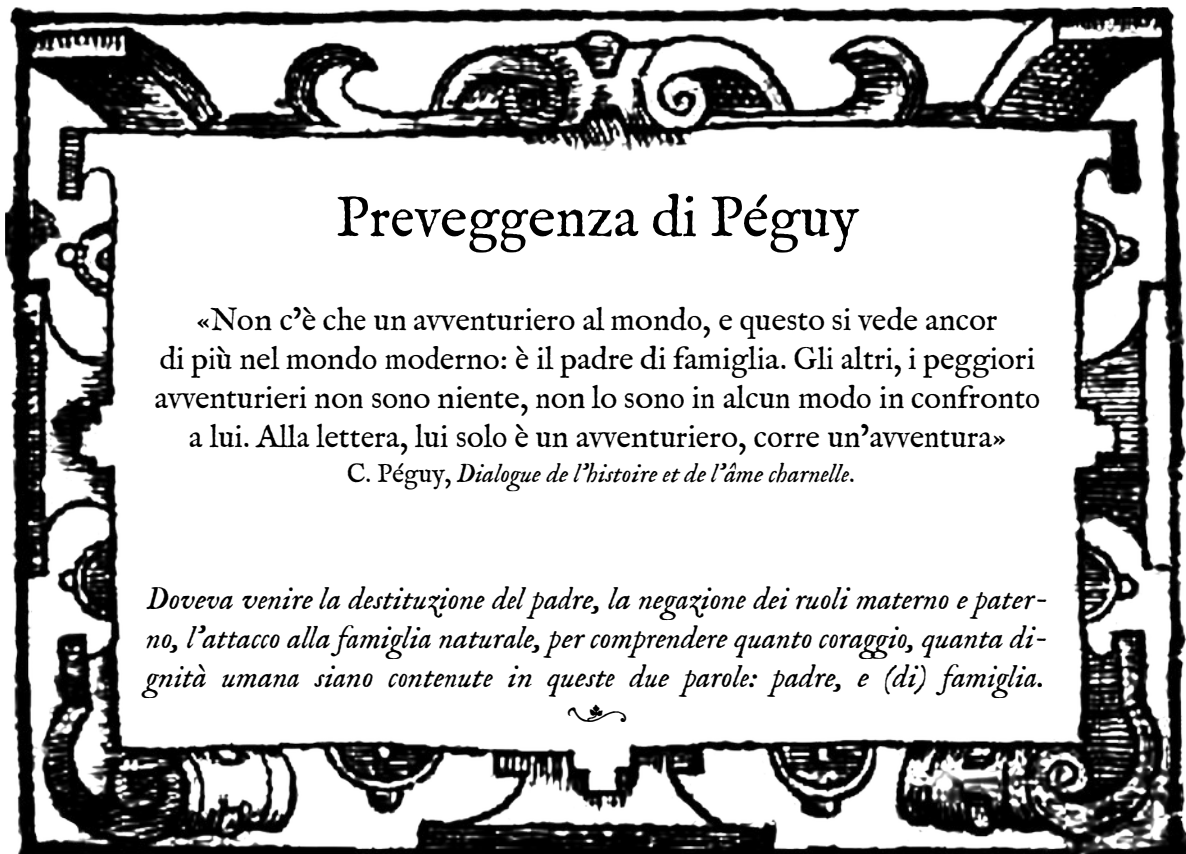 Preveggenza di Péguy
«Non c’è che un avventuriero al mondo, e questo si vede ancor
di più nel mondo moderno: è il padre di famiglia. Gli altri, i peggiori
avventurieri non sono niente, non lo sono in alcun modo in confronto
a lui. Alla lettera, lui solo è un avventuriero, corre un’avventura»
C. Péguy, Dialogue de l’histoire et de l’âme charnelle.
Doveva venire la destituzione del padre, la negazione dei ruoli materno e pater-
no, l’attacco alla famiglia naturale, per comprendere quanto coraggio, quanta di-
gnità umana siano contenute in queste due parole: padre, e (di) famiglia.